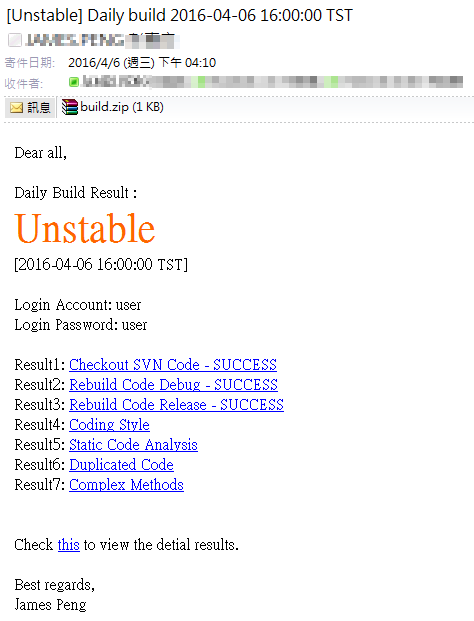 [Unstable] Daily build 2016-04-06 16:00:00 TST
JAMES.PENG
寄件日期: 2016/4/6 (週三) 下午 04:10
收件者:
訊息 build.zip (1 KB)
Dear all,
Daily Build Result :
Unstable
[2016-04-06 16:00:00 TST]
Login Account: user
Login Password: user
Result1: Checkout SVN Code - SUCCESS
Result2: Rebuild Code Debug - SUCCESS
Result3: Rebuild Code Release - SUCCESS
Result4: Coding Style
Result5: Static Code Analysis
Result6: Duplicated Code
Result7: Complex Methods
Check this to view the detial results.
Best regards,
James Peng